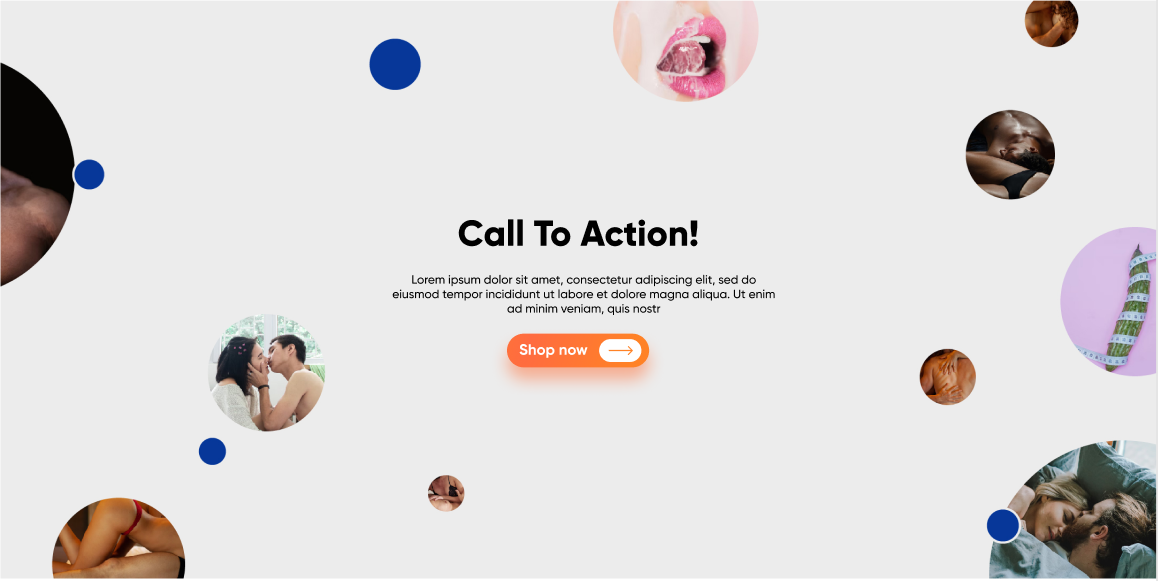 Call To Action!
Lorem ipsum dolor sit amet, consectetur adipiscing elit, sed do
eiusmod tempor incididunt ut labore et dolore magna aliqua. Ut enim
ad minim veniam, quis nostr
Shop now